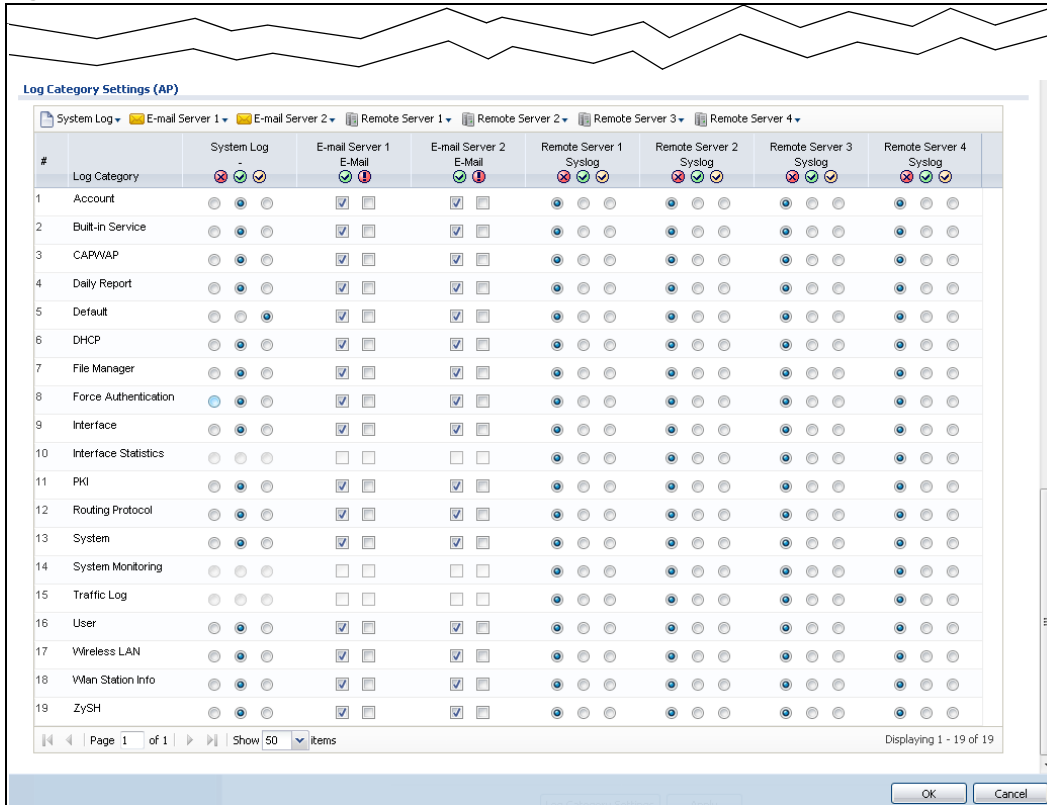 Log Category Settings (AP)
System Log E-mail Server 1 E-mail Server 2 Remote Server 1 Remote Server 2 Remote Server 3 Remote Server 4
System Log E-mail Server 1 E-mail Server 2 Remote Server 1 Remote Server 2 Remote Server 3 Remote Server 4
# - E-Mail E-Mail Syslog Syslog Syslog Syslog
Log Category
1 Account
2 Built-in Service
3 CAPWAP
4 Daily Report
5 Default
6 DHCP
7 File Manager
8 Force Authentication
9 Interface
10 Interface Statistics
11 PKI
12 Routing Protocol
13 System
14 System Monitoring
15 Traffic Log
16 User
17 Wireless LAN
18 Wlan Station Info
19 ZySH
Page 1 of 1 Show 50 items Displaying 1 - 19 of 19
OK Cancel